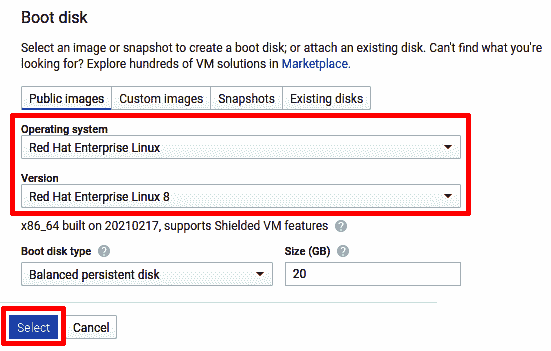 Boot disk
Select an image or snapshot to create a boot disk; or attach an existing disk. Can't find what you're
looking for? Explore hundreds of VM solutions in Marketplace.
Public images Custom images Snapshots Existing disks
Operating system
Red Hat Enterprise Linux
Version
Red Hat Enterprise Linux 8
x86_64 built on 20210217, supports Shielded VM features ?
Boot disk type ? Size (GB) ?
Balanced persistent disk 20
Select Cancel